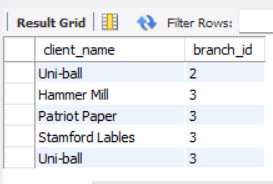 Result Grid Filter Rows:
client_name branch_id
Uni-ball 2
Hammer Mill 3
Patriot Paper 3
Stamford Lables 3
Uni-ball 3